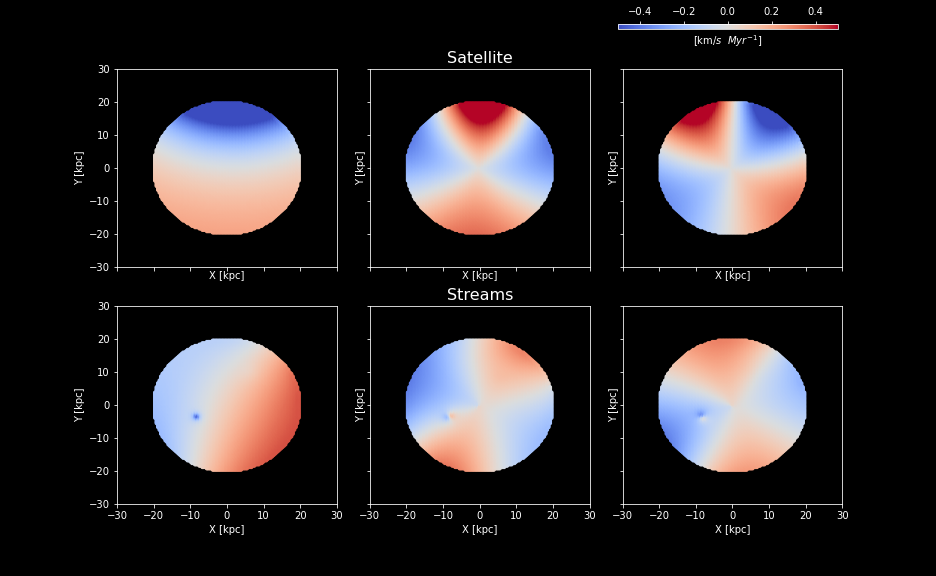 −0.4 −0.2 0.0 0.2 0.4
[km/s Myr⁻¹]
Satellite
30
20
10
0
−10
−20
−30
Y [kpc]
Y [kpc]
Y [kpc]
X [kpc] X [kpc] X [kpc]
Streams
30
20
10
0
−10
−20
−30
Y [kpc]
Y [kpc]
Y [kpc]
−30 −20 −10 0 10 20 30 −30 −20 −10 0 10 20 30 −30 −20 −10 0 10 20 30
X [kpc] X [kpc] X [kpc]